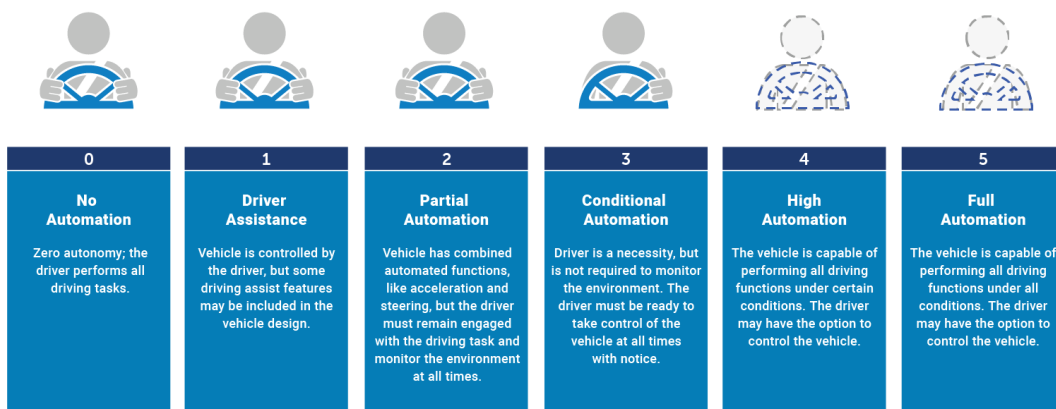 0
No
Automation
Zero autonomy; the
driver performs all
driving tasks.
1
Driver
Assistance
Vehicle is controlled by
the driver, but some
driving assist features
may be included in the
vehicle design.
2
Partial
Automation
Vehicle has combined
automated functions,
like acceleration and
steering, but the driver
must remain engaged
with the driving task and
monitor the environment
at all times.
3
Conditional
Automation
Driver is a necessity, but
is not required to monitor
the environment. The
driver must be ready to
take control of the
vehicle at all times
with notice.
4
High
Automation
The vehicle is capable of
performing all driving
functions under certain
conditions. The driver
may have the option to
control the vehicle.
5
Full
Automation
The vehicle is capable of
performing all driving
functions under all
conditions. The driver
may have the option to
control the vehicle.